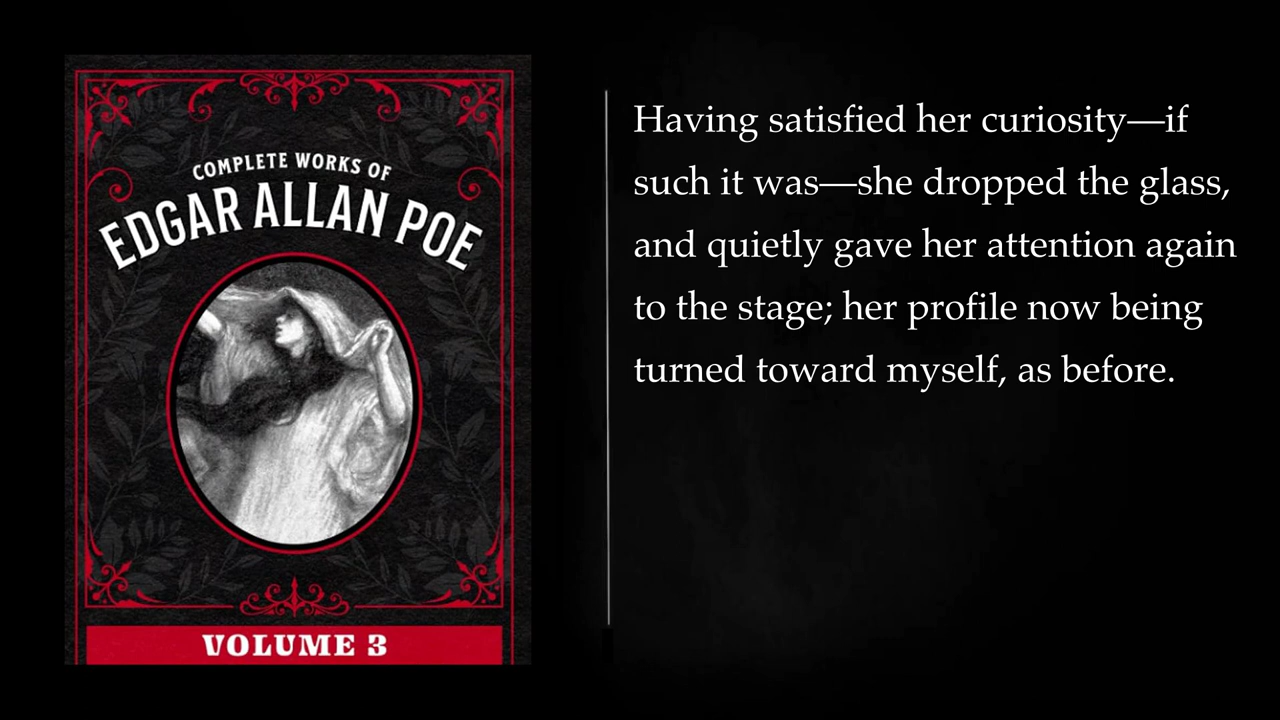 COMPLETE WORKS OF
EDGAR ALLAN POE
VOLUME 3
Having satisfied her curiosity—if
such it was—she dropped the glass,
and quietly gave her attention again
to the stage; her profile now being
turned toward myself, as before.